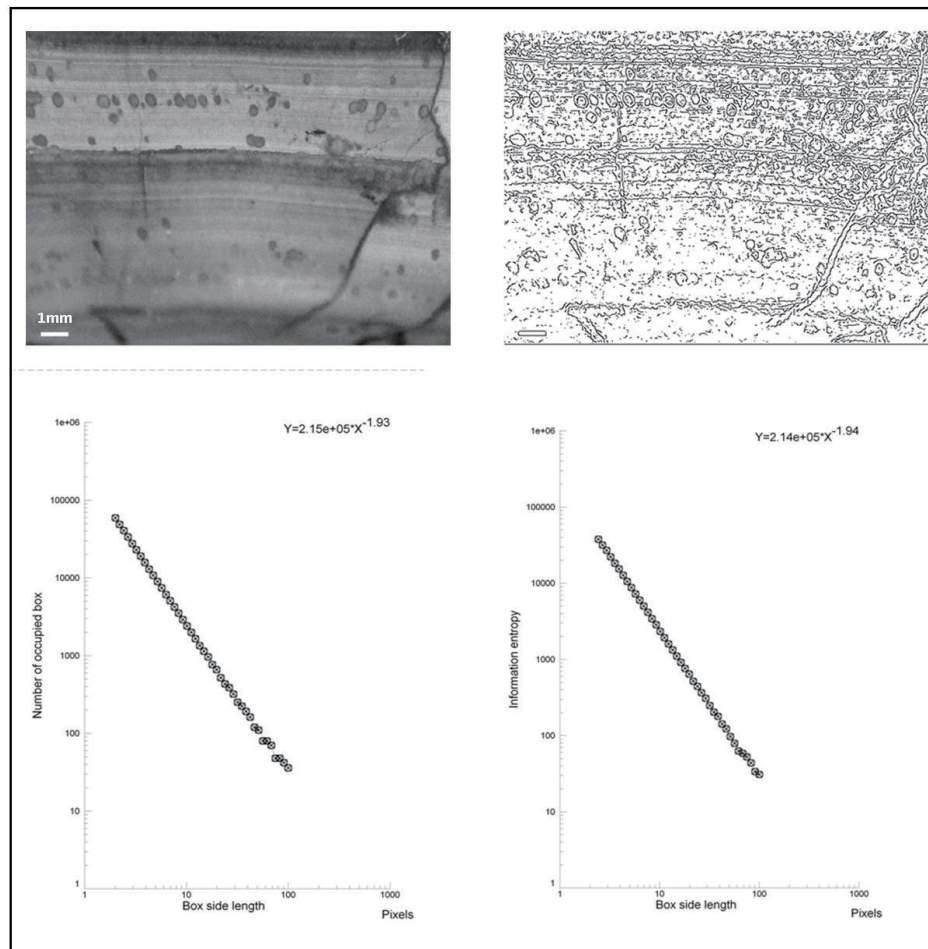 1mm
Y=2.15e+05*X^-1.93
1e+06
100000
10000
1000
100
10
1
Number of occupied box
1
10
100
1000
Box side length
Pixels
Y=2.14e+05*X^-1.94
1e+06
100000
10000
1000
100
10
1
Information entropy
1
10
100
1000
Box side length
Pixels